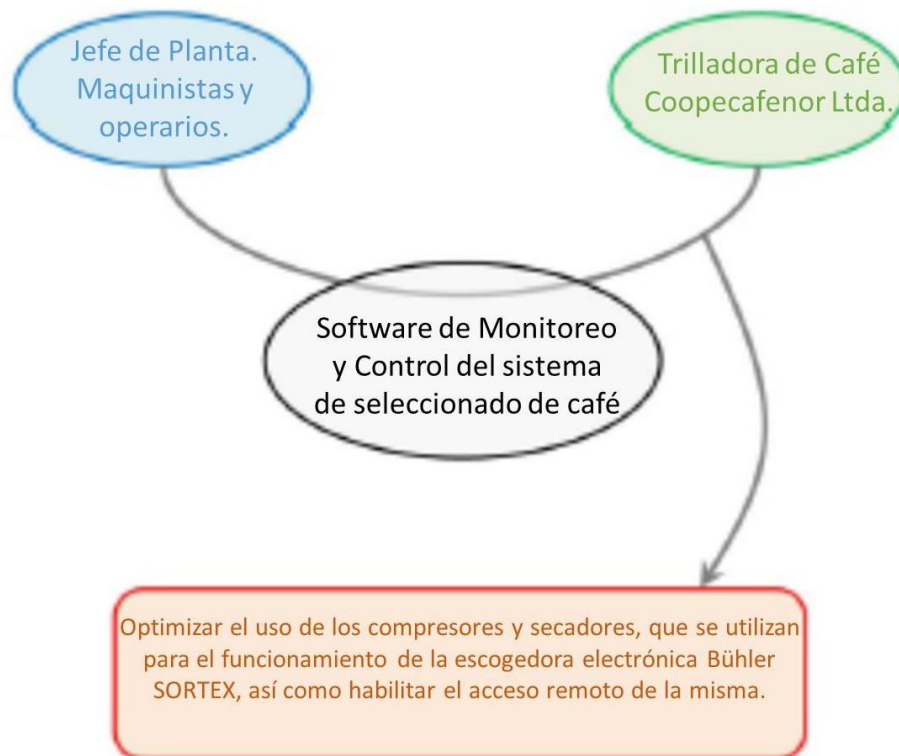 Jefe de Planta.
Maquinistas y
operarios.
Trilladora de Café
Coopecafenor Ltda.
Software de Monitoreo
y Control del sistema
de seleccionado de café
Optimizar el uso de los compresores y secadores, que se utilizan
para el funcionamiento de la escogedora electrónica Bühler
SORTEX, así como habilitar el acceso remoto de la misma.